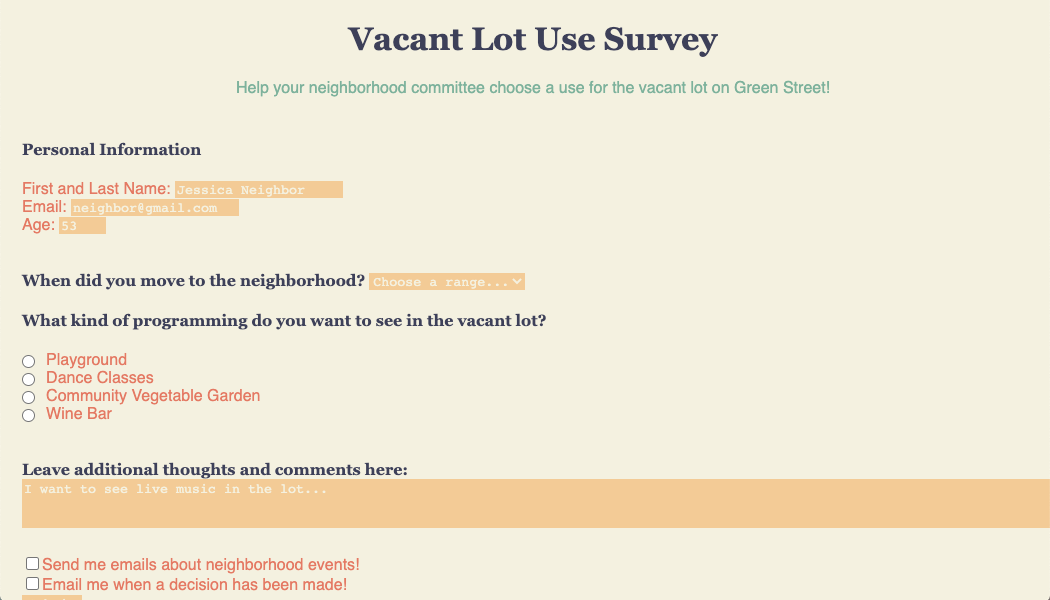 Vacant Lot Use Survey
Help your neighborhood committee choose a use for the vacant lot on Green Street!
Personal Information
First and Last Name: Jessica Neighbor
Email: neighbor@gmail.com
Age: 53
When did you move to the neighborhood? Choose a range...
What kind of programming do you want to see in the vacant lot?
Playground
Dance Classes
Community Vegetable Garden
Wine Bar
Leave additional thoughts and comments here:
I want to see live music in the lot...
Send me emails about neighborhood events!
Email me when a decision has been made!